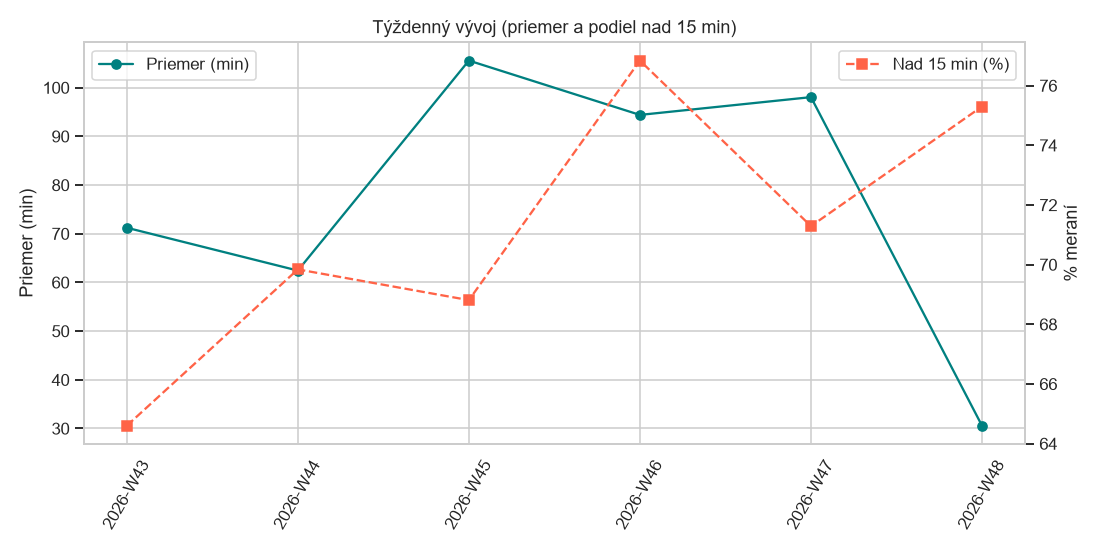 Týždenný vývoj (priemer a podiel nad 15 min)
Priemer (min)
Nad 15 min (%)
100
90
80
70
60
50
40
30
Priemer (min)
76
74
72
70
68
66
64
% meraní
2026-W43
2026-W44
2026-W45
2026-W46
2026-W47
2026-W48